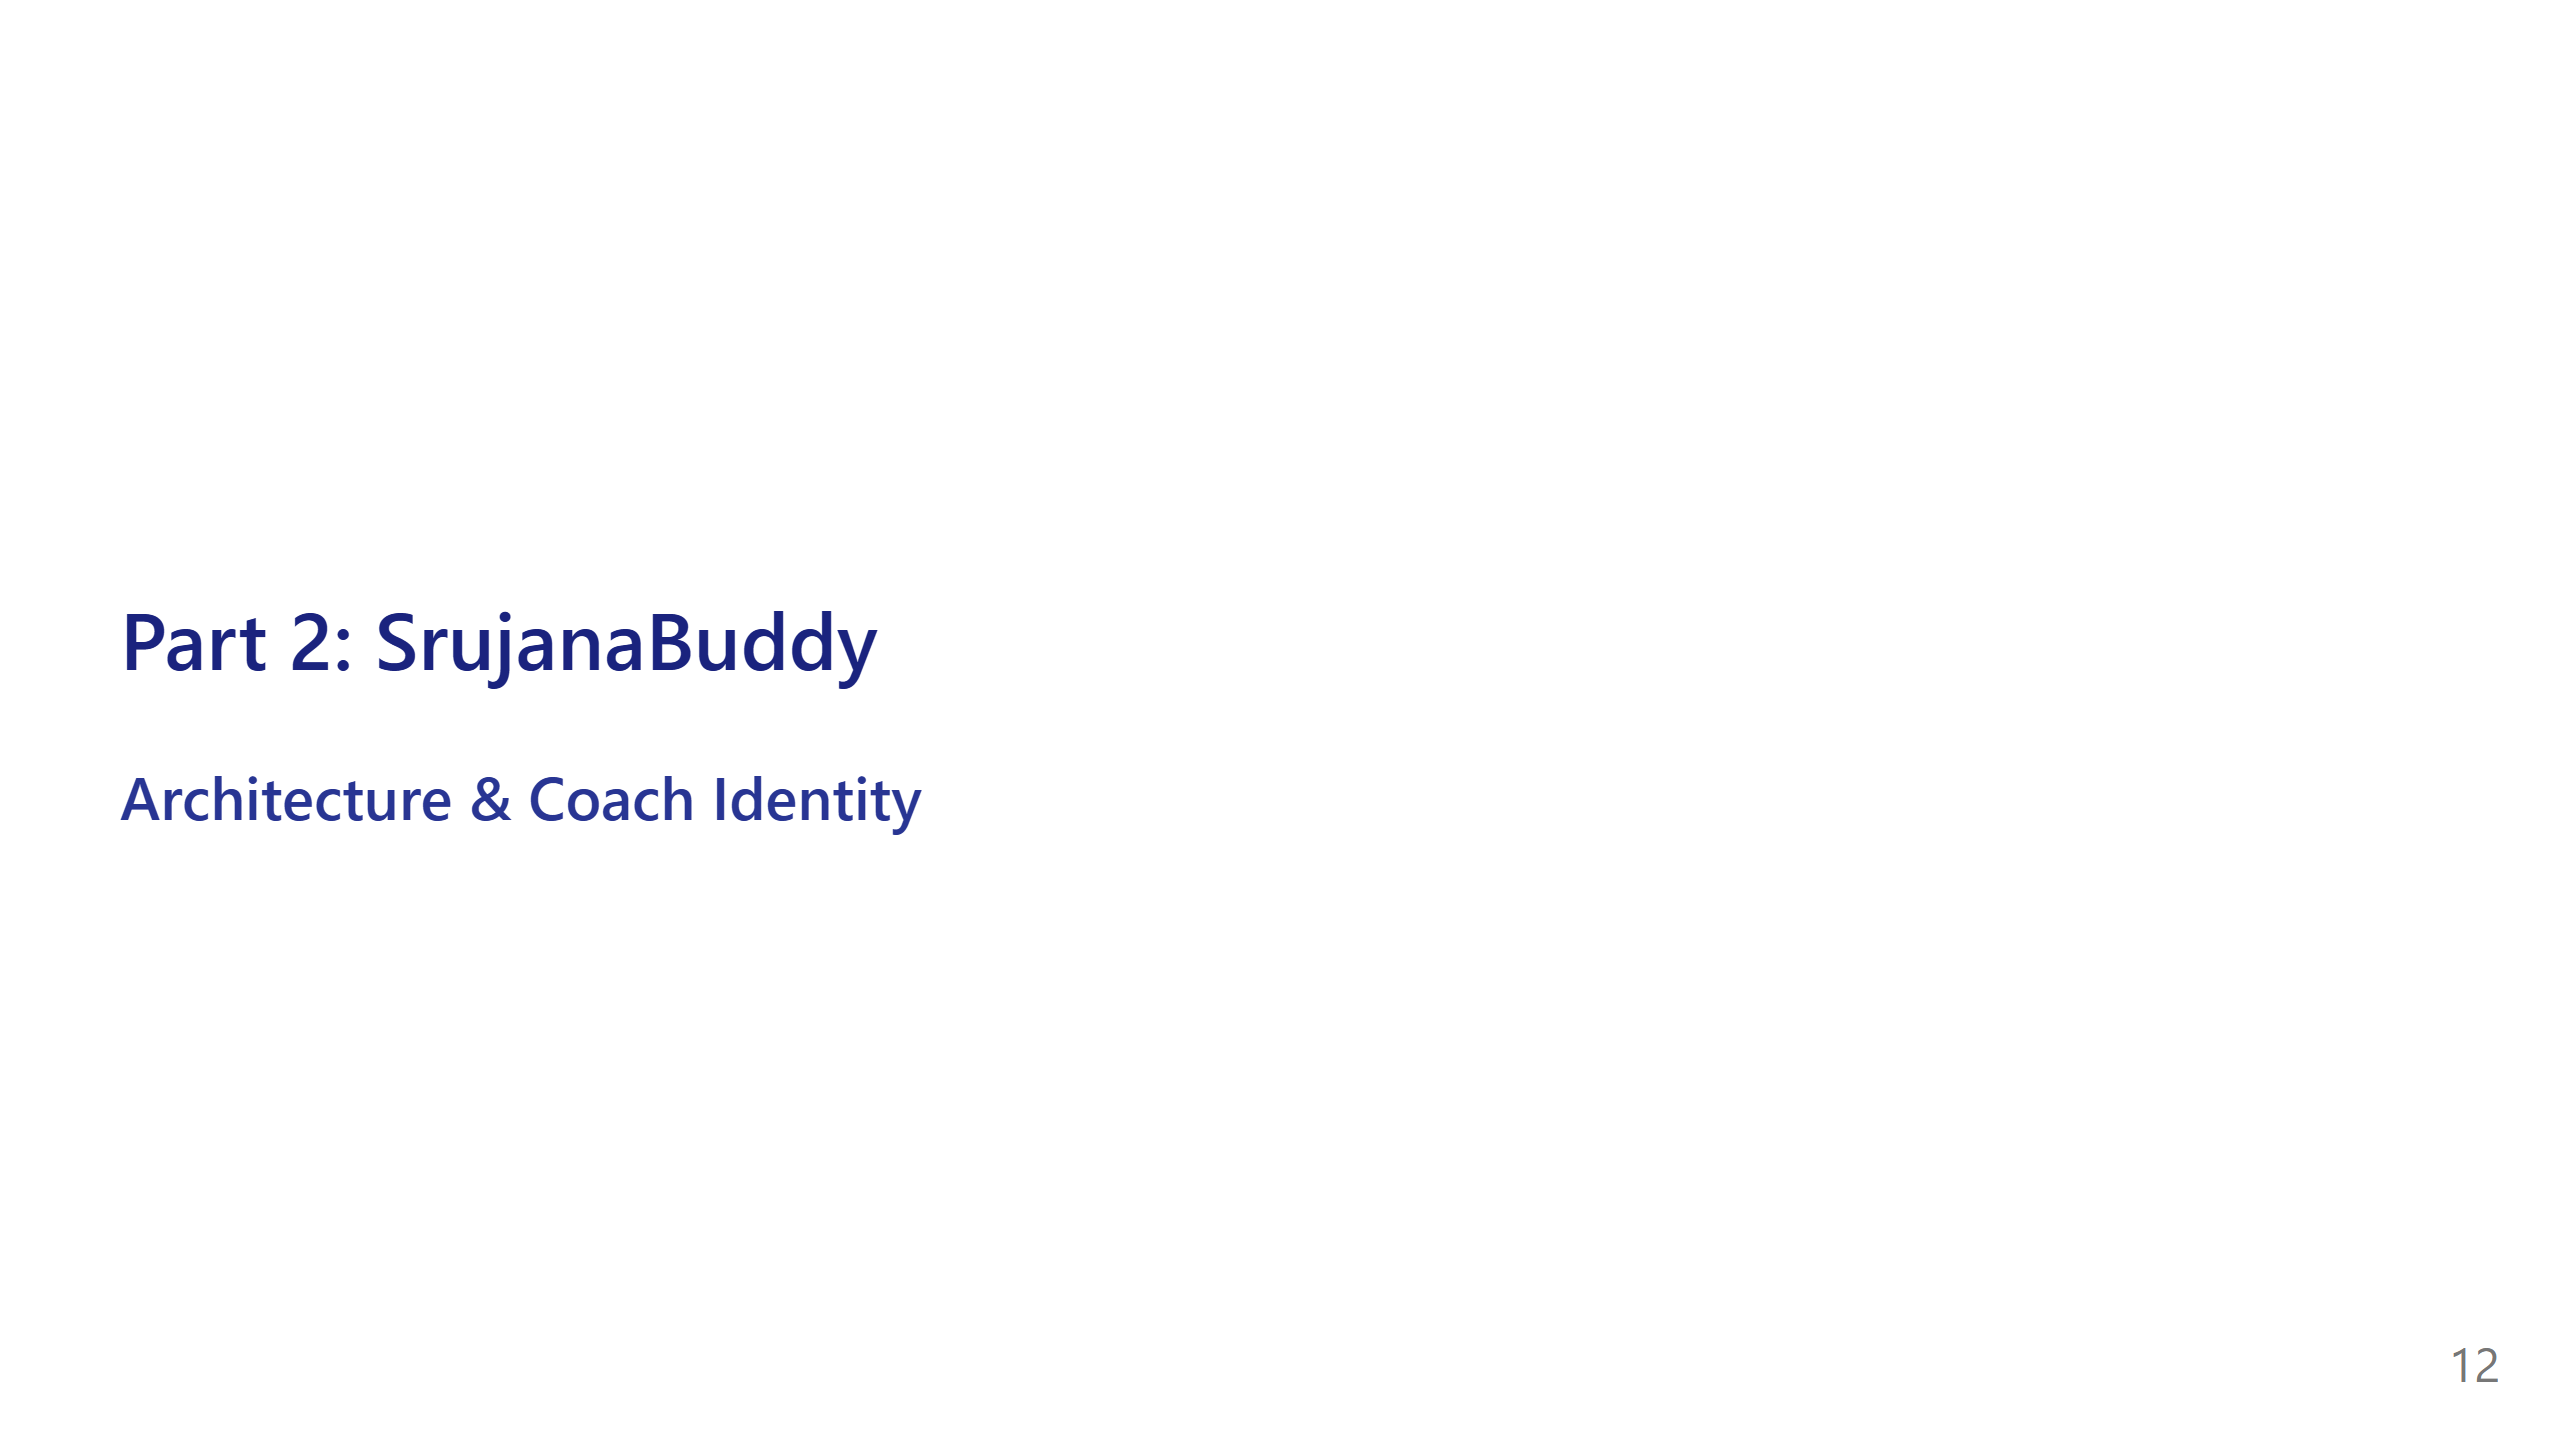 Part 2: SrujanaBuddy
Architecture & Coach Identity
12